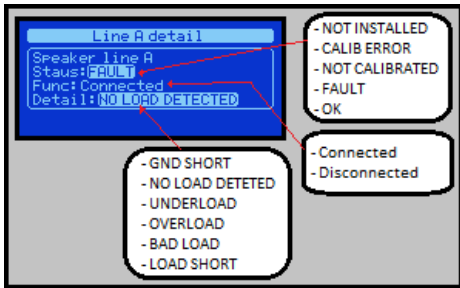 Line A detail
Speaker line A
Staus:FAULT
Func:Connected
Detail:NO LOAD DETECTED
- NOT INSTALLED
- CALIB ERROR
- NOT CALIBRATED
- FAULT
- OK
- Connected
- Disconnected
- GND SHORT
- NO LOAD DETETED
- UNDERLOAD
- OVERLOAD
- BAD LOAD
- LOAD SHORT